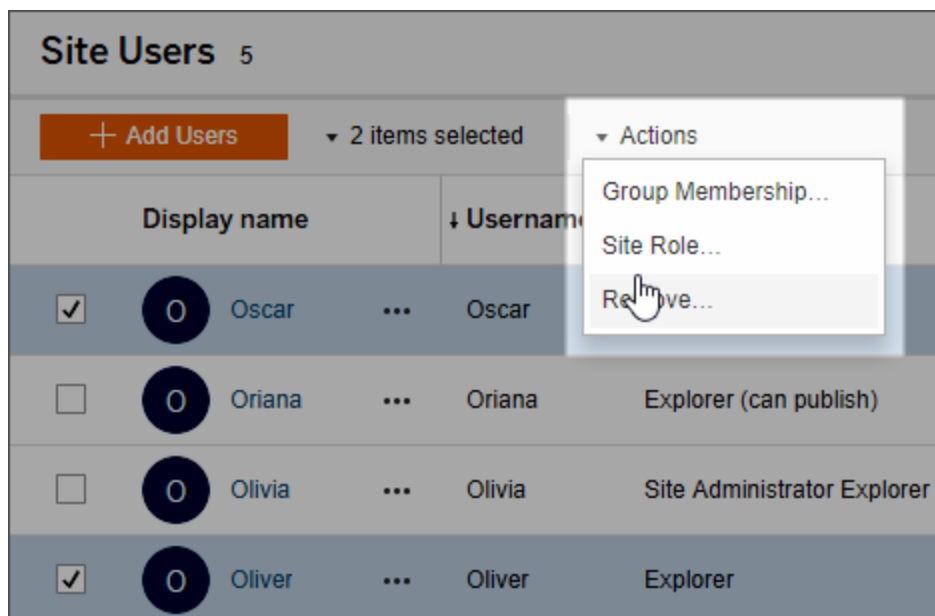 Site Users 5
+ Add Users 2 items selected Actions
Group Membership...
Site Role...
Remove...
Display name ↓ Username
O Oscar ••• Oscar
O Oriana ••• Oriana Explorer (can publish)
O Olivia ••• Olivia Site Administrator Explorer
O Oliver ••• Oliver Explorer